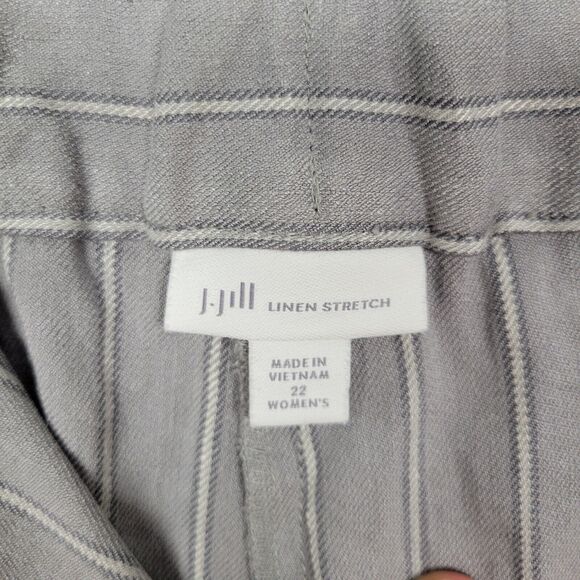 J.Jill LINEN STRETCH
MADE IN
VIETNAM
22
WOMEN'S